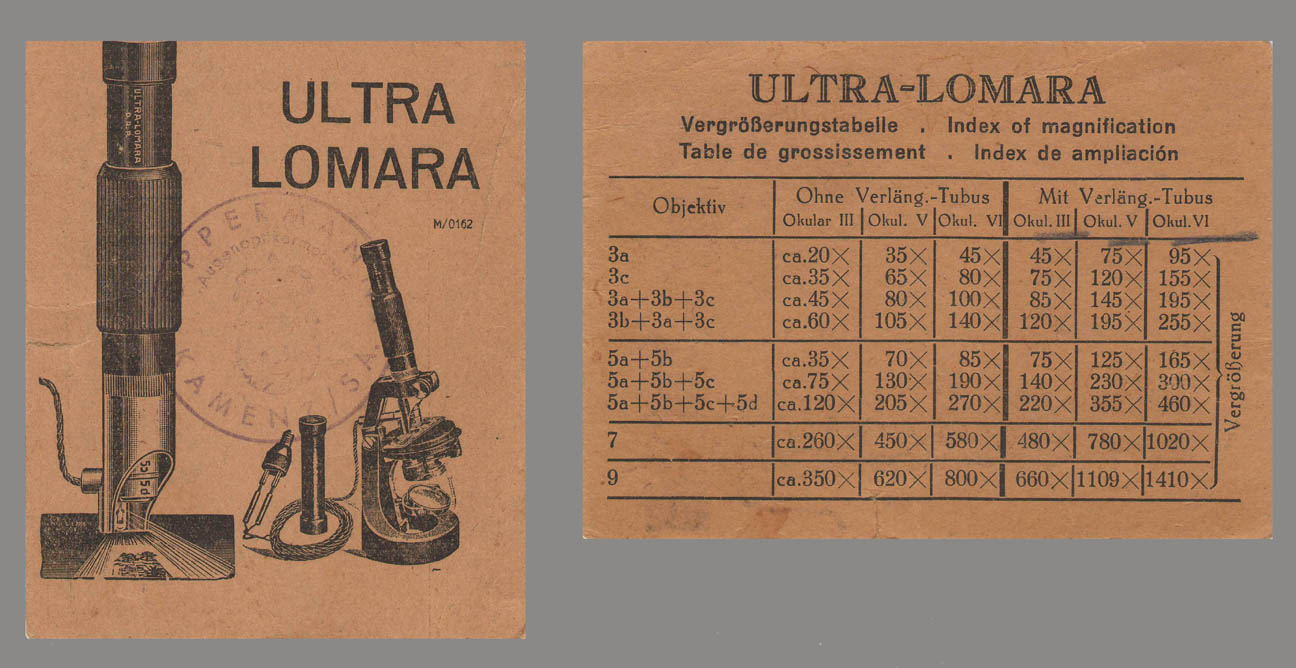 ULTRA-LOMARA
D.R.P.
ULTRA
LOMARA
M/0162
Augenoptikermeister
KAMENZ/SA
5c
5d
ULTRA-LOMARA
Vergrößerungstabelle . Index of magnification
Table de grossissement . Index de ampliación
Objektiv Ohne Verläng.-Tubus Mit Verläng.-Tubus
Okular III Okul. V Okul. VI Okul. III Okul. V Okul. VI
3a ca.20× 35× 45× 45× 75× 95×
3c ca.35× 65× 80× 75× 120× 155×
3a+3b+3c ca.45× 80× 100× 85× 145× 195×
3b+3a+3c ca.60× 105× 140× 120× 195× 255×
5a+5b ca.35× 70× 85× 75× 125× 165×
5a+5b+5c ca.75× 130× 190× 140× 230× 300×
5a+5b+5c+5d ca.120× 205× 270× 220× 355× 460×
7 ca.260× 450× 580× 480× 780× 1020×
9 ca.350× 620× 800× 660× 1109× 1410×
Vergrößerung